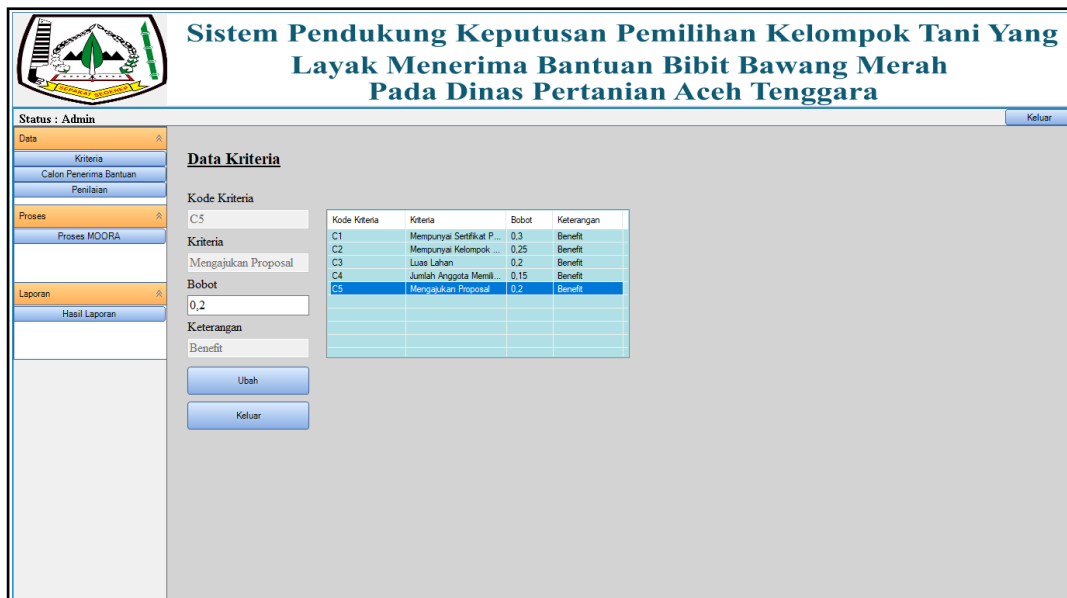 Sistem Pendukung Keputusan Pemilihan Kelompok Tani Yang
Layak Menerima Bantuan Bibit Bawang Merah
Pada Dinas Pertanian Aceh Tenggara
SEPAKAT SEGENEP
Status : Admin
Keluar
Data
Kriteria
Calon Penerima Bantuan
Penilaian
Proses
Proses MOORA
Laporan
Hasil Laporan
Data Kriteria
Kode Kriteria
C5
Kriteria
Mengajukan Proposal
Bobot
0,2
Keterangan
Benefit
Ubah
Keluar
Kode Kriteria Kriteria Bobot Keterangan
C1 Mempunyai Sertifikat P... 0,3 Benefit
C2 Mempunyai Kelompok ... 0,25 Benefit
C3 Luas Lahan 0,2 Benefit
C4 Jumlah Anggota Memili... 0,15 Benefit
C5 Mengajukan Proposal 0,2 Benefit